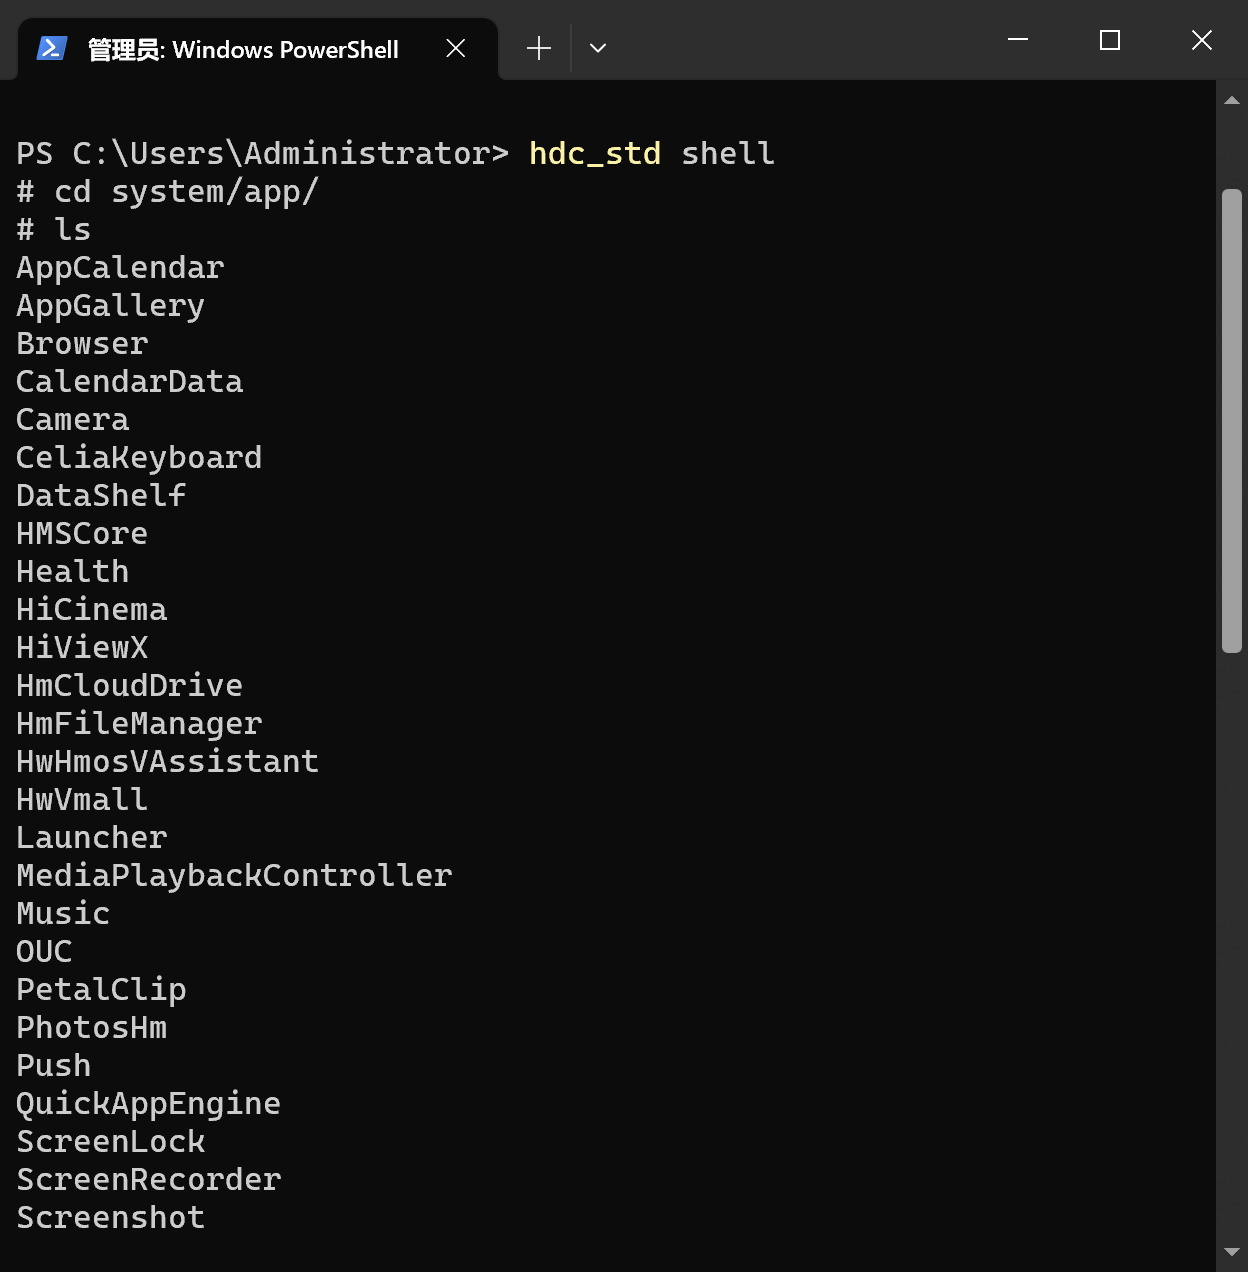 管理员: Windows PowerShell
PS C:\Users\Administrator> hdc_std shell
# cd system/app/
# ls
AppCalendar
AppGallery
Browser
CalendarData
Camera
CeliaKeyboard
DataShelf
HMSCore
Health
HiCinema
HiViewX
HmCloudDrive
HmFileManager
HwHmosVAssistant
HwVmall
Launcher
MediaPlaybackController
Music
OUC
PetalClip
PhotosHm
Push
QuickAppEngine
ScreenLock
ScreenRecorder
Screenshot